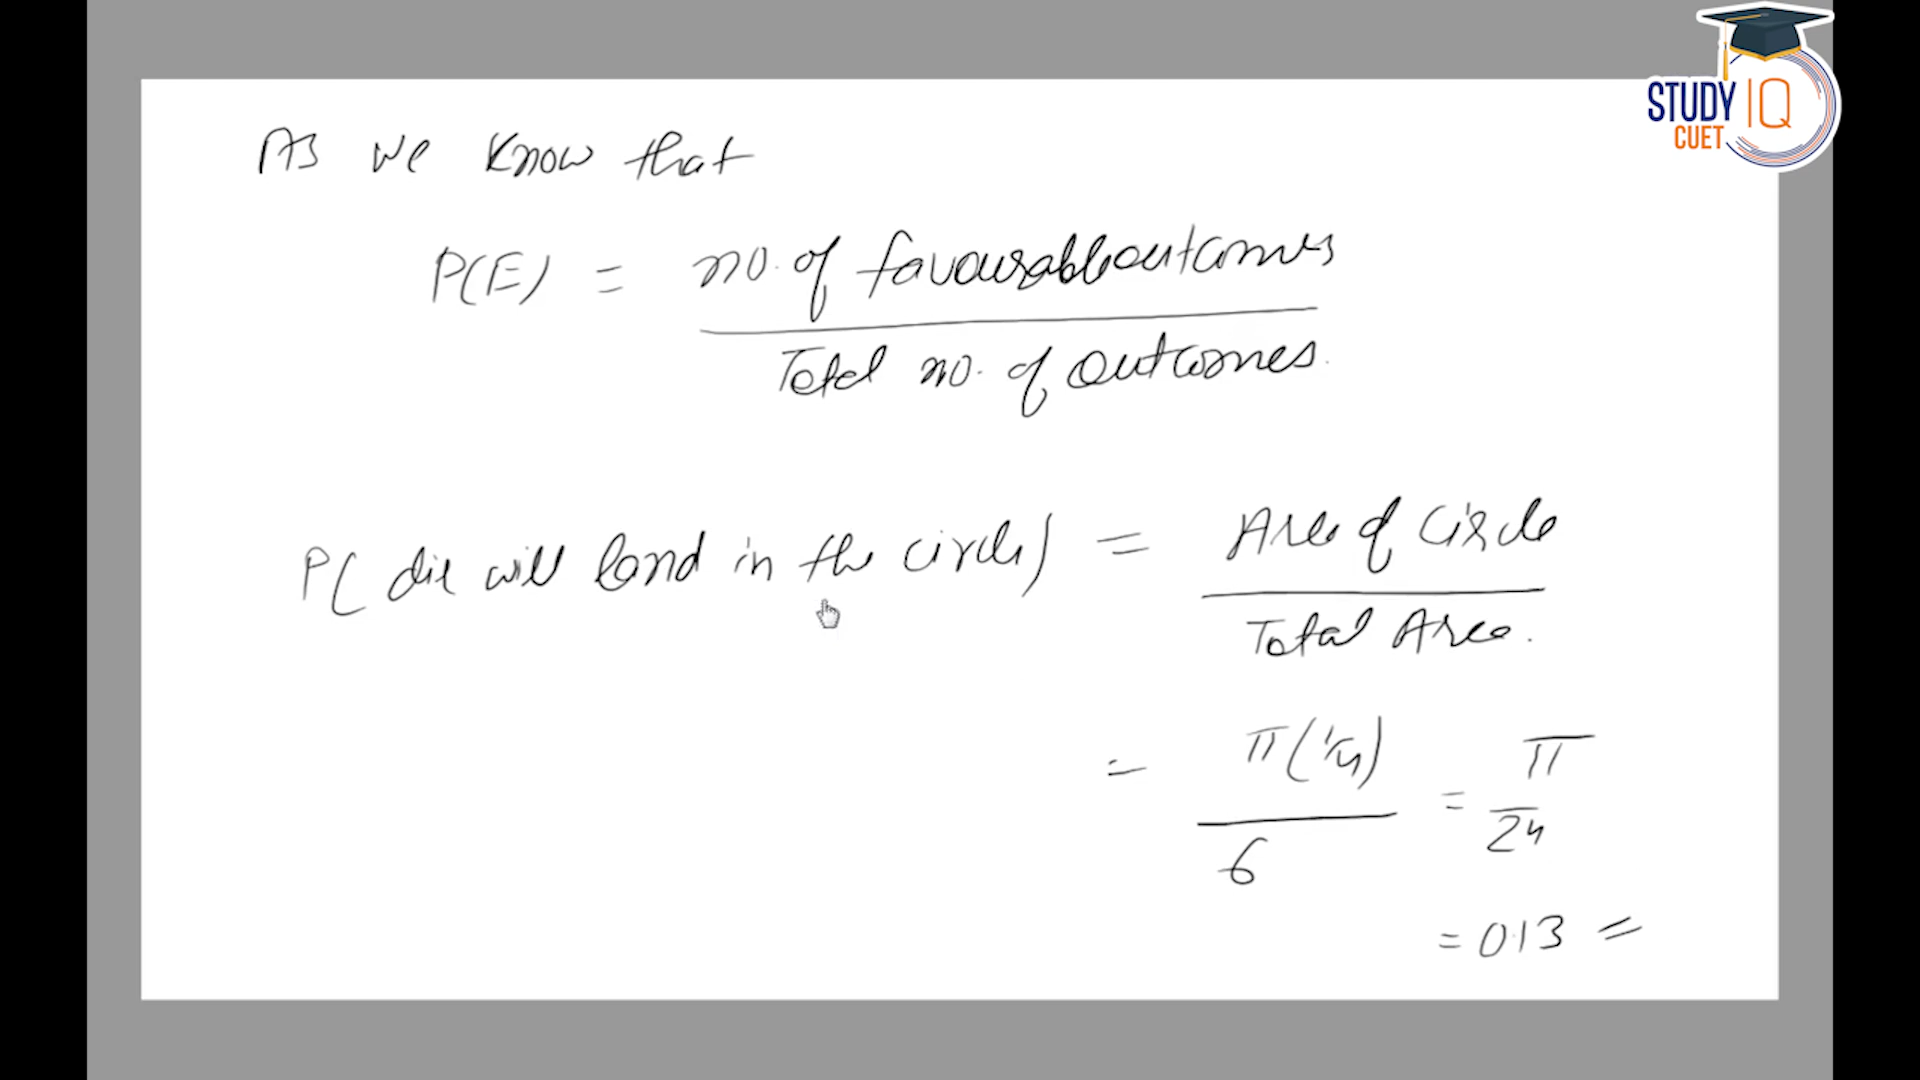 STUDY IQ
CUET
As we know that
P(E) = no. of favourable outcomes
Total no. of outcomes.
P( die will land in the circle) = Area of circle
Total Area.
= π(1/4)
6
= π
24
= 0.13 =